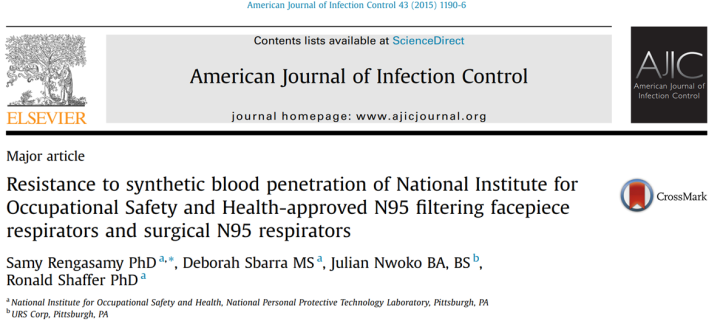 American Journal of Infection Control 43 (2015) 1190-6
Contents lists available at ScienceDirect
American Journal of Infection Control
journal homepage: www.ajicjournal.org
ELSEVIER
AJIC
American Journal of
Infection Control
Major article
Resistance to synthetic blood penetration of National Institute for
Occupational Safety and Health-approved N95 filtering facepiece
respirators and surgical N95 respirators
CrossMark
Samy Rengasamy PhD a,*, Deborah Sbarra MS a, Julian Nwoko BA, BS b,
Ronald Shaffer PhD a
a National Institute for Occupational Safety and Health, National Personal Protective Technology Laboratory, Pittsburgh, PA
b URS Corp, Pittsburgh, PA